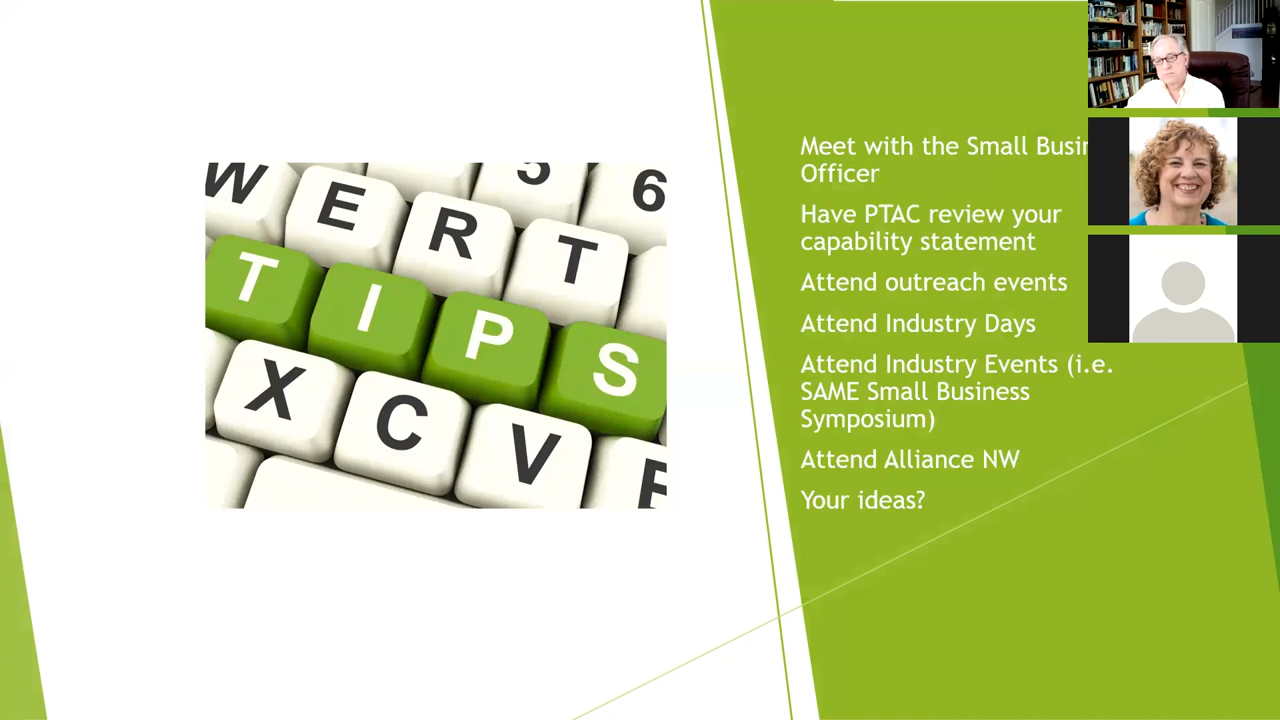 W E R T 5 6
T I P S
X C V
Meet with the Small
Officer
Have PTAC review your
capability statement
Attend outreach events
Attend Industry Days
Attend Industry Events (i.e.
SAME Small Business
Symposium)
Attend Alliance NW
Your ideas?